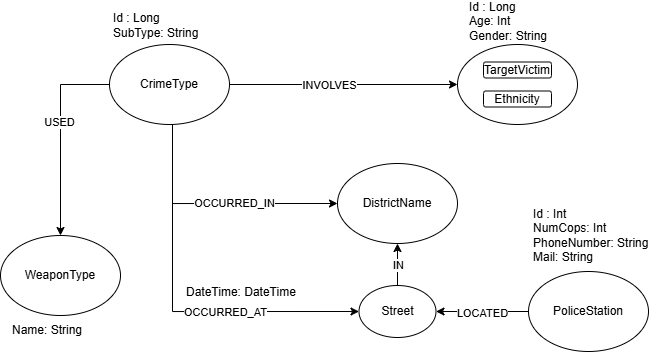 Id : Long
SubType: String
Id : Long
Age: Int
Gender: String
CrimeType
INVOLVES
TargetVictim
Ethnicity
USED
OCCURRED_IN
DistrictName
Id : Int
NumCops: Int
PhoneNumber: String
Mail: String
WeaponType
IN
DateTime: DateTime
OCCURRED_AT
Street
LOCATED
PoliceStation
Name: String